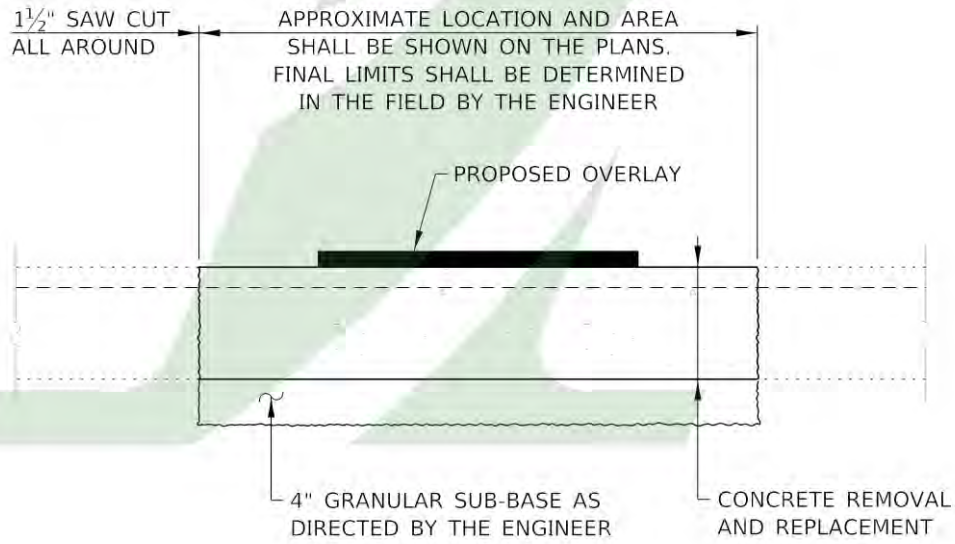 1½" SAW CUT
ALL AROUND
APPROXIMATE LOCATION AND AREA
SHALL BE SHOWN ON THE PLANS.
FINAL LIMITS SHALL BE DETERMINED
IN THE FIELD BY THE ENGINEER
PROPOSED OVERLAY
4" GRANULAR SUB-BASE AS
DIRECTED BY THE ENGINEER
CONCRETE REMOVAL
AND REPLACEMENT